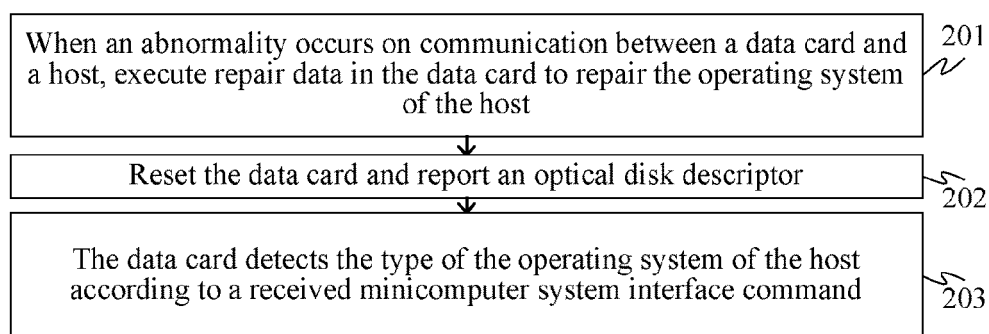 When an abnormality occurs on communication between a data card and
a host, execute repair data in the data card to repair the operating system
of the host
201
Reset the data card and report an optical disk descriptor
202
The data card detects the type of the operating system of the host
according to a received minicomputer system interface command
203